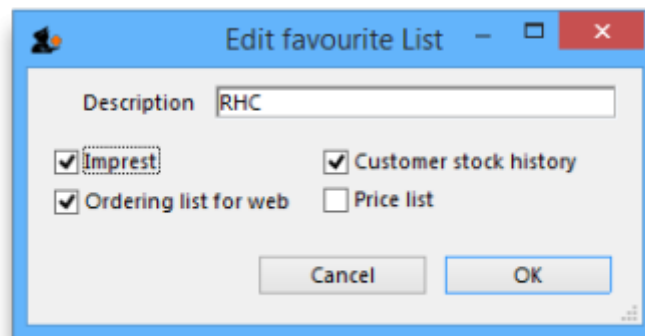 Edit favourite List
Description RHC
Imprest Customer stock history
Ordering list for web Price list
Cancel OK